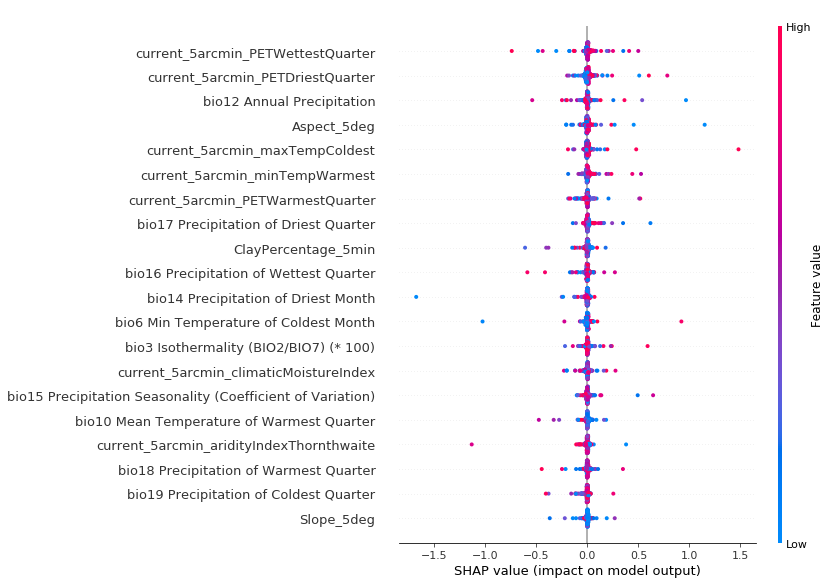 High
current_5arcmin_PETWettestQuarter
current_5arcmin_PETDriestQuarter
bio12 Annual Precipitation
Aspect_5deg
current_5arcmin_maxTempColdest
current_5arcmin_minTempWarmest
current_5arcmin_PETWarmestQuarter
bio17 Precipitation of Driest Quarter
ClayPercentage_5min
bio16 Precipitation of Wettest Quarter
bio14 Precipitation of Driest Month
bio6 Min Temperature of Coldest Month
bio3 Isothermality (BIO2/BIO7) (* 100)
current_5arcmin_climaticMoistureIndex
bio15 Precipitation Seasonality (Coefficient of Variation)
bio10 Mean Temperature of Warmest Quarter
current_5arcmin_aridityIndexThornthwaite
bio18 Precipitation of Warmest Quarter
bio19 Precipitation of Coldest Quarter
Slope_5deg
Feature value
Low
−1.5 −1.0 −0.5 0.0 0.5 1.0 1.5
SHAP value (impact on model output)